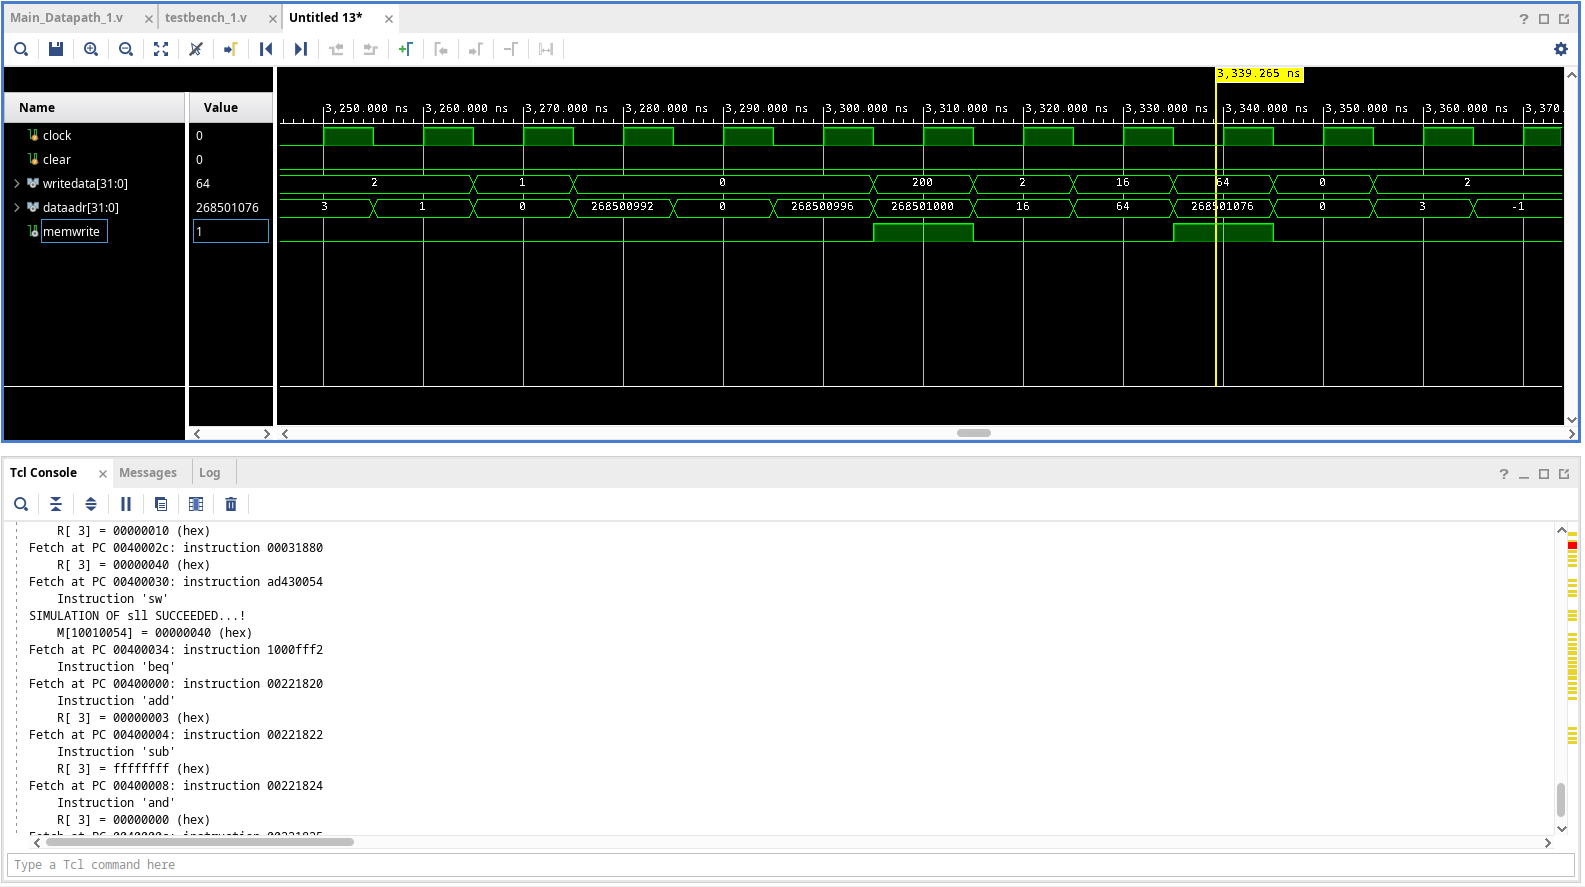 Main_Datapath_1.v × testbench_1.v × Untitled 13* ×
?
3,339.265 ns
Name Value
3,250.000 ns 3,260.000 ns 3,270.000 ns 3,280.000 ns 3,290.000 ns 3,300.000 ns 3,310.000 ns 3,320.000 ns 3,330.000 ns 3,340.000 ns 3,350.000 ns 3,360.000 ns 3,370.
clock 0
clear 0
writedata[31:0] 64 2 1 0 200 2 16 64 0 2
dataadr[31:0] 268501076 3 1 0 268500992 0 268500996 268501000 16 64 268501076 0 3 -1
memwrite 1
Tcl Console × Messages Log
?
R[ 3] = 00000010 (hex)
Fetch at PC 0040002c: instruction 00031880
R[ 3] = 00000040 (hex)
Fetch at PC 00400030: instruction ad430054
Instruction 'sw'
SIMULATION OF sll SUCCEEDED...!
M[10010054] = 00000040 (hex)
Fetch at PC 00400034: instruction 1000fff2
Instruction 'beq'
Fetch at PC 00400000: instruction 00221820
Instruction 'add'
R[ 3] = 00000003 (hex)
Fetch at PC 00400004: instruction 00221822
Instruction 'sub'
R[ 3] = ffffffff (hex)
Fetch at PC 00400008: instruction 00221824
Instruction 'and'
R[ 3] = 00000000 (hex)
Fetch at PC 0040000c: instruction 00221825
Type a Tcl command here